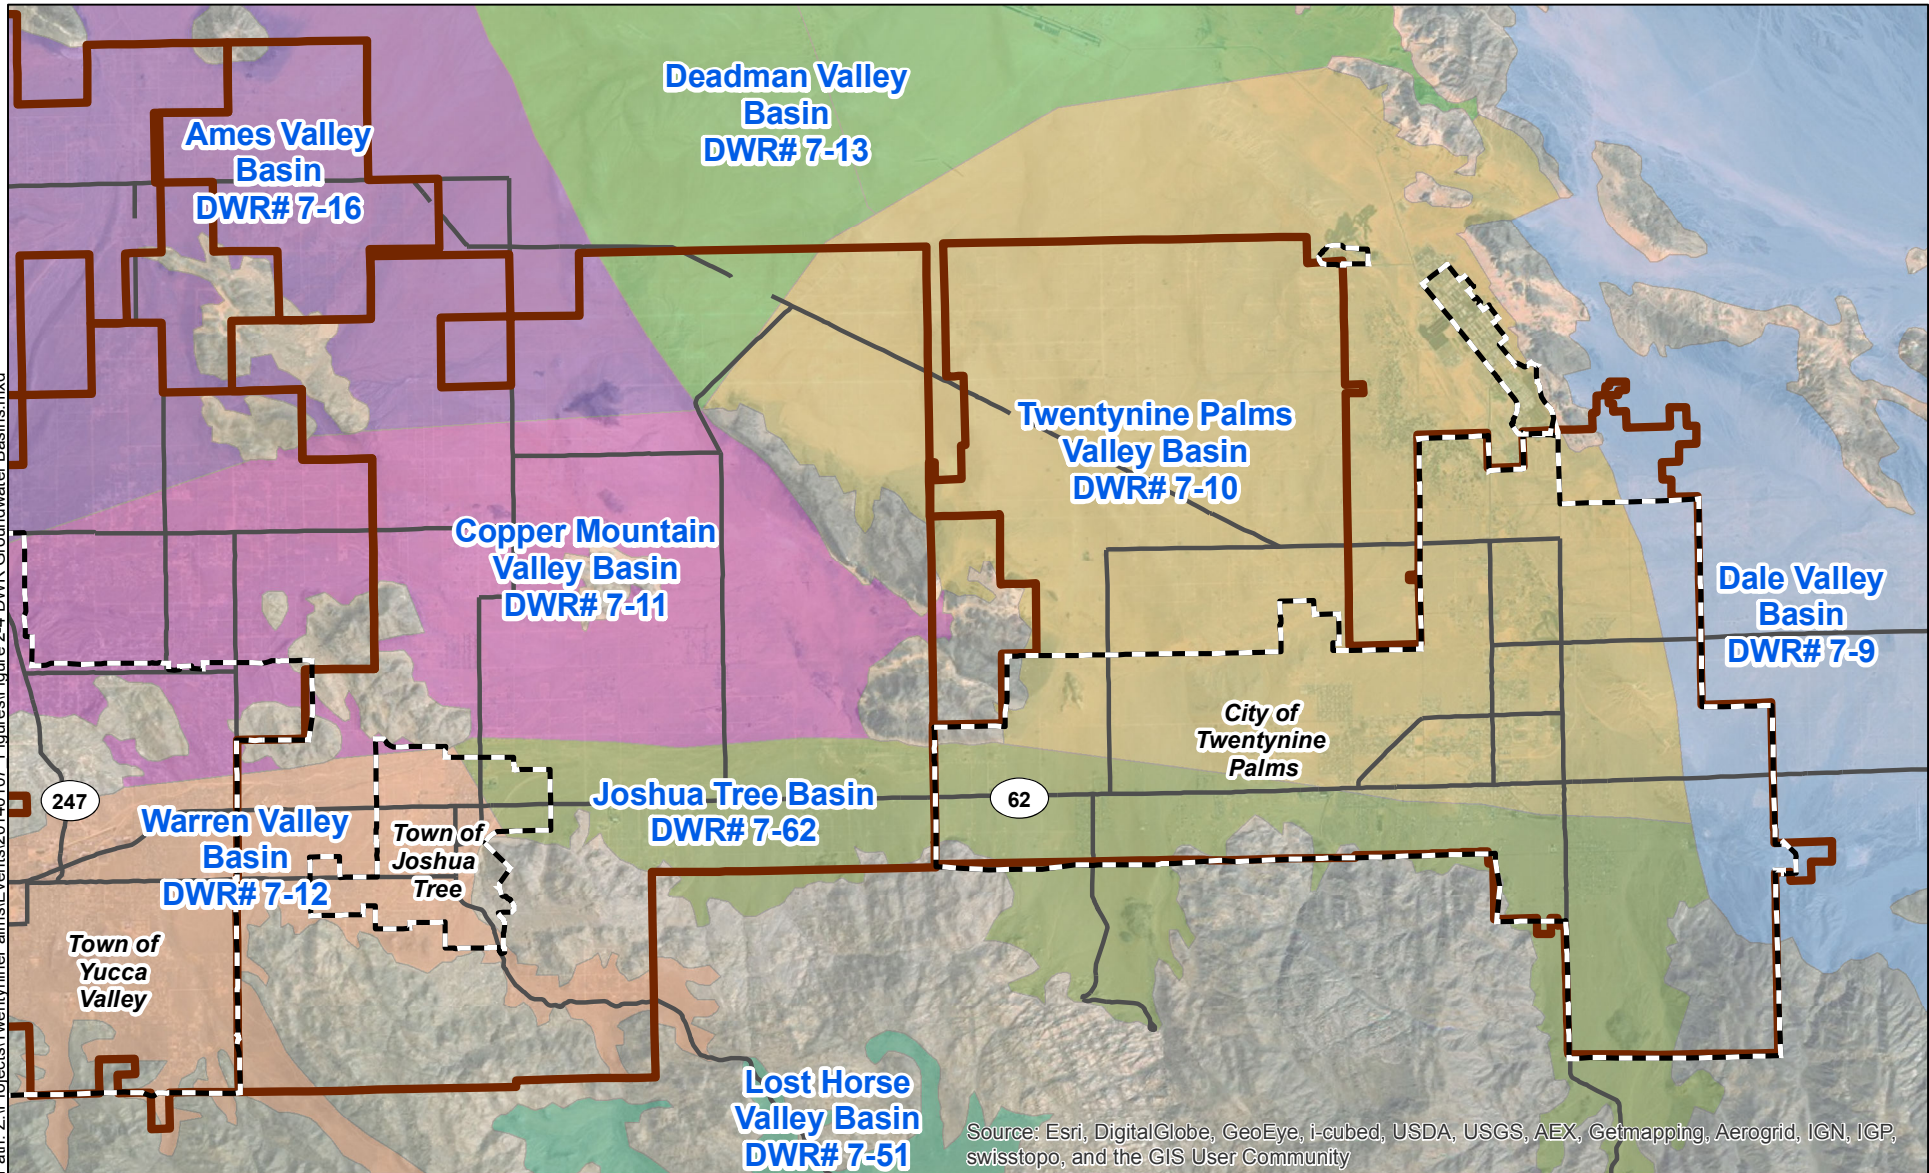 Deadman Valley
Basin
DWR# 7-13
Ames Valley
Basin
DWR# 7-16
Twentynine Palms
Valley Basin
DWR# 7-10
Copper Mountain
Valley Basin
DWR# 7-11
Dale Valley
Basin
DWR# 7-9
City of
Twentynine
Palms
247
62
Joshua Tree Basin
DWR# 7-62
Warren Valley
Basin
DWR# 7-12
Town of
Joshua
Tree
Town of
Yucca
Valley
Lost Horse
Valley Basin
DWR# 7-51
Source: Esri, DigitalGlobe, GeoEye, i-cubed, USDA, USGS, AEX, Getmapping, Aerogrid, IGN, IGP,
swisstopo, and the GIS User Community